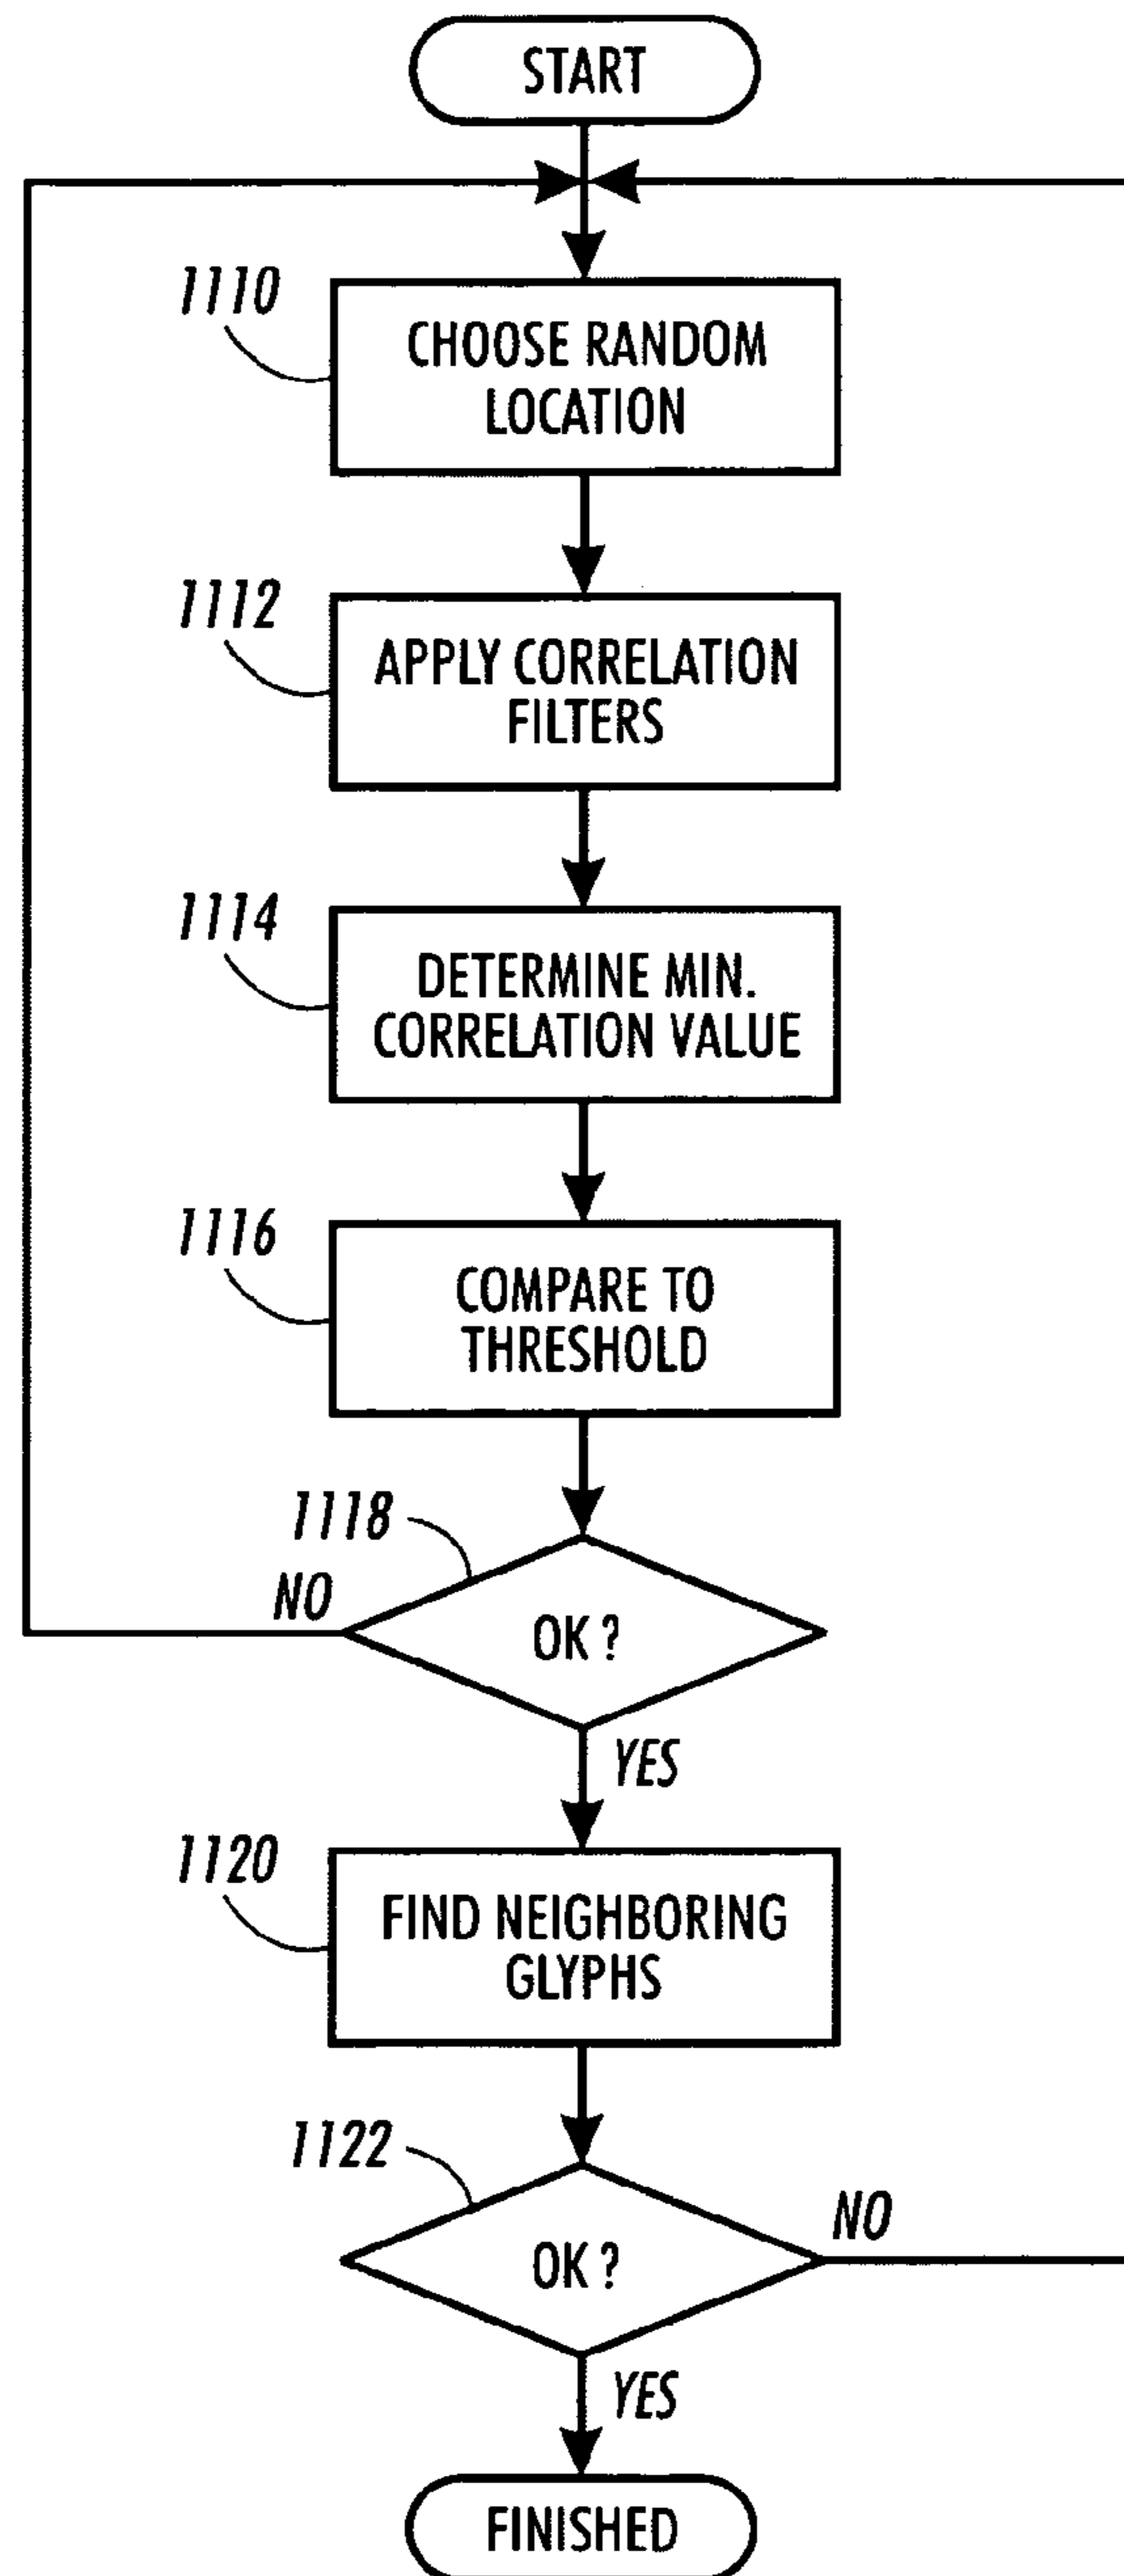 START
1110
CHOOSE RANDOM
LOCATION
1112
APPLY CORRELATION
FILTERS
1114
DETERMINE MIN.
CORRELATION VALUE
1116
COMPARE TO
THRESHOLD
1118
NO
OK ?
YES
1120
FIND NEIGHBORING
GLYPHS
1122
NO
OK ?
YES
FINISHED